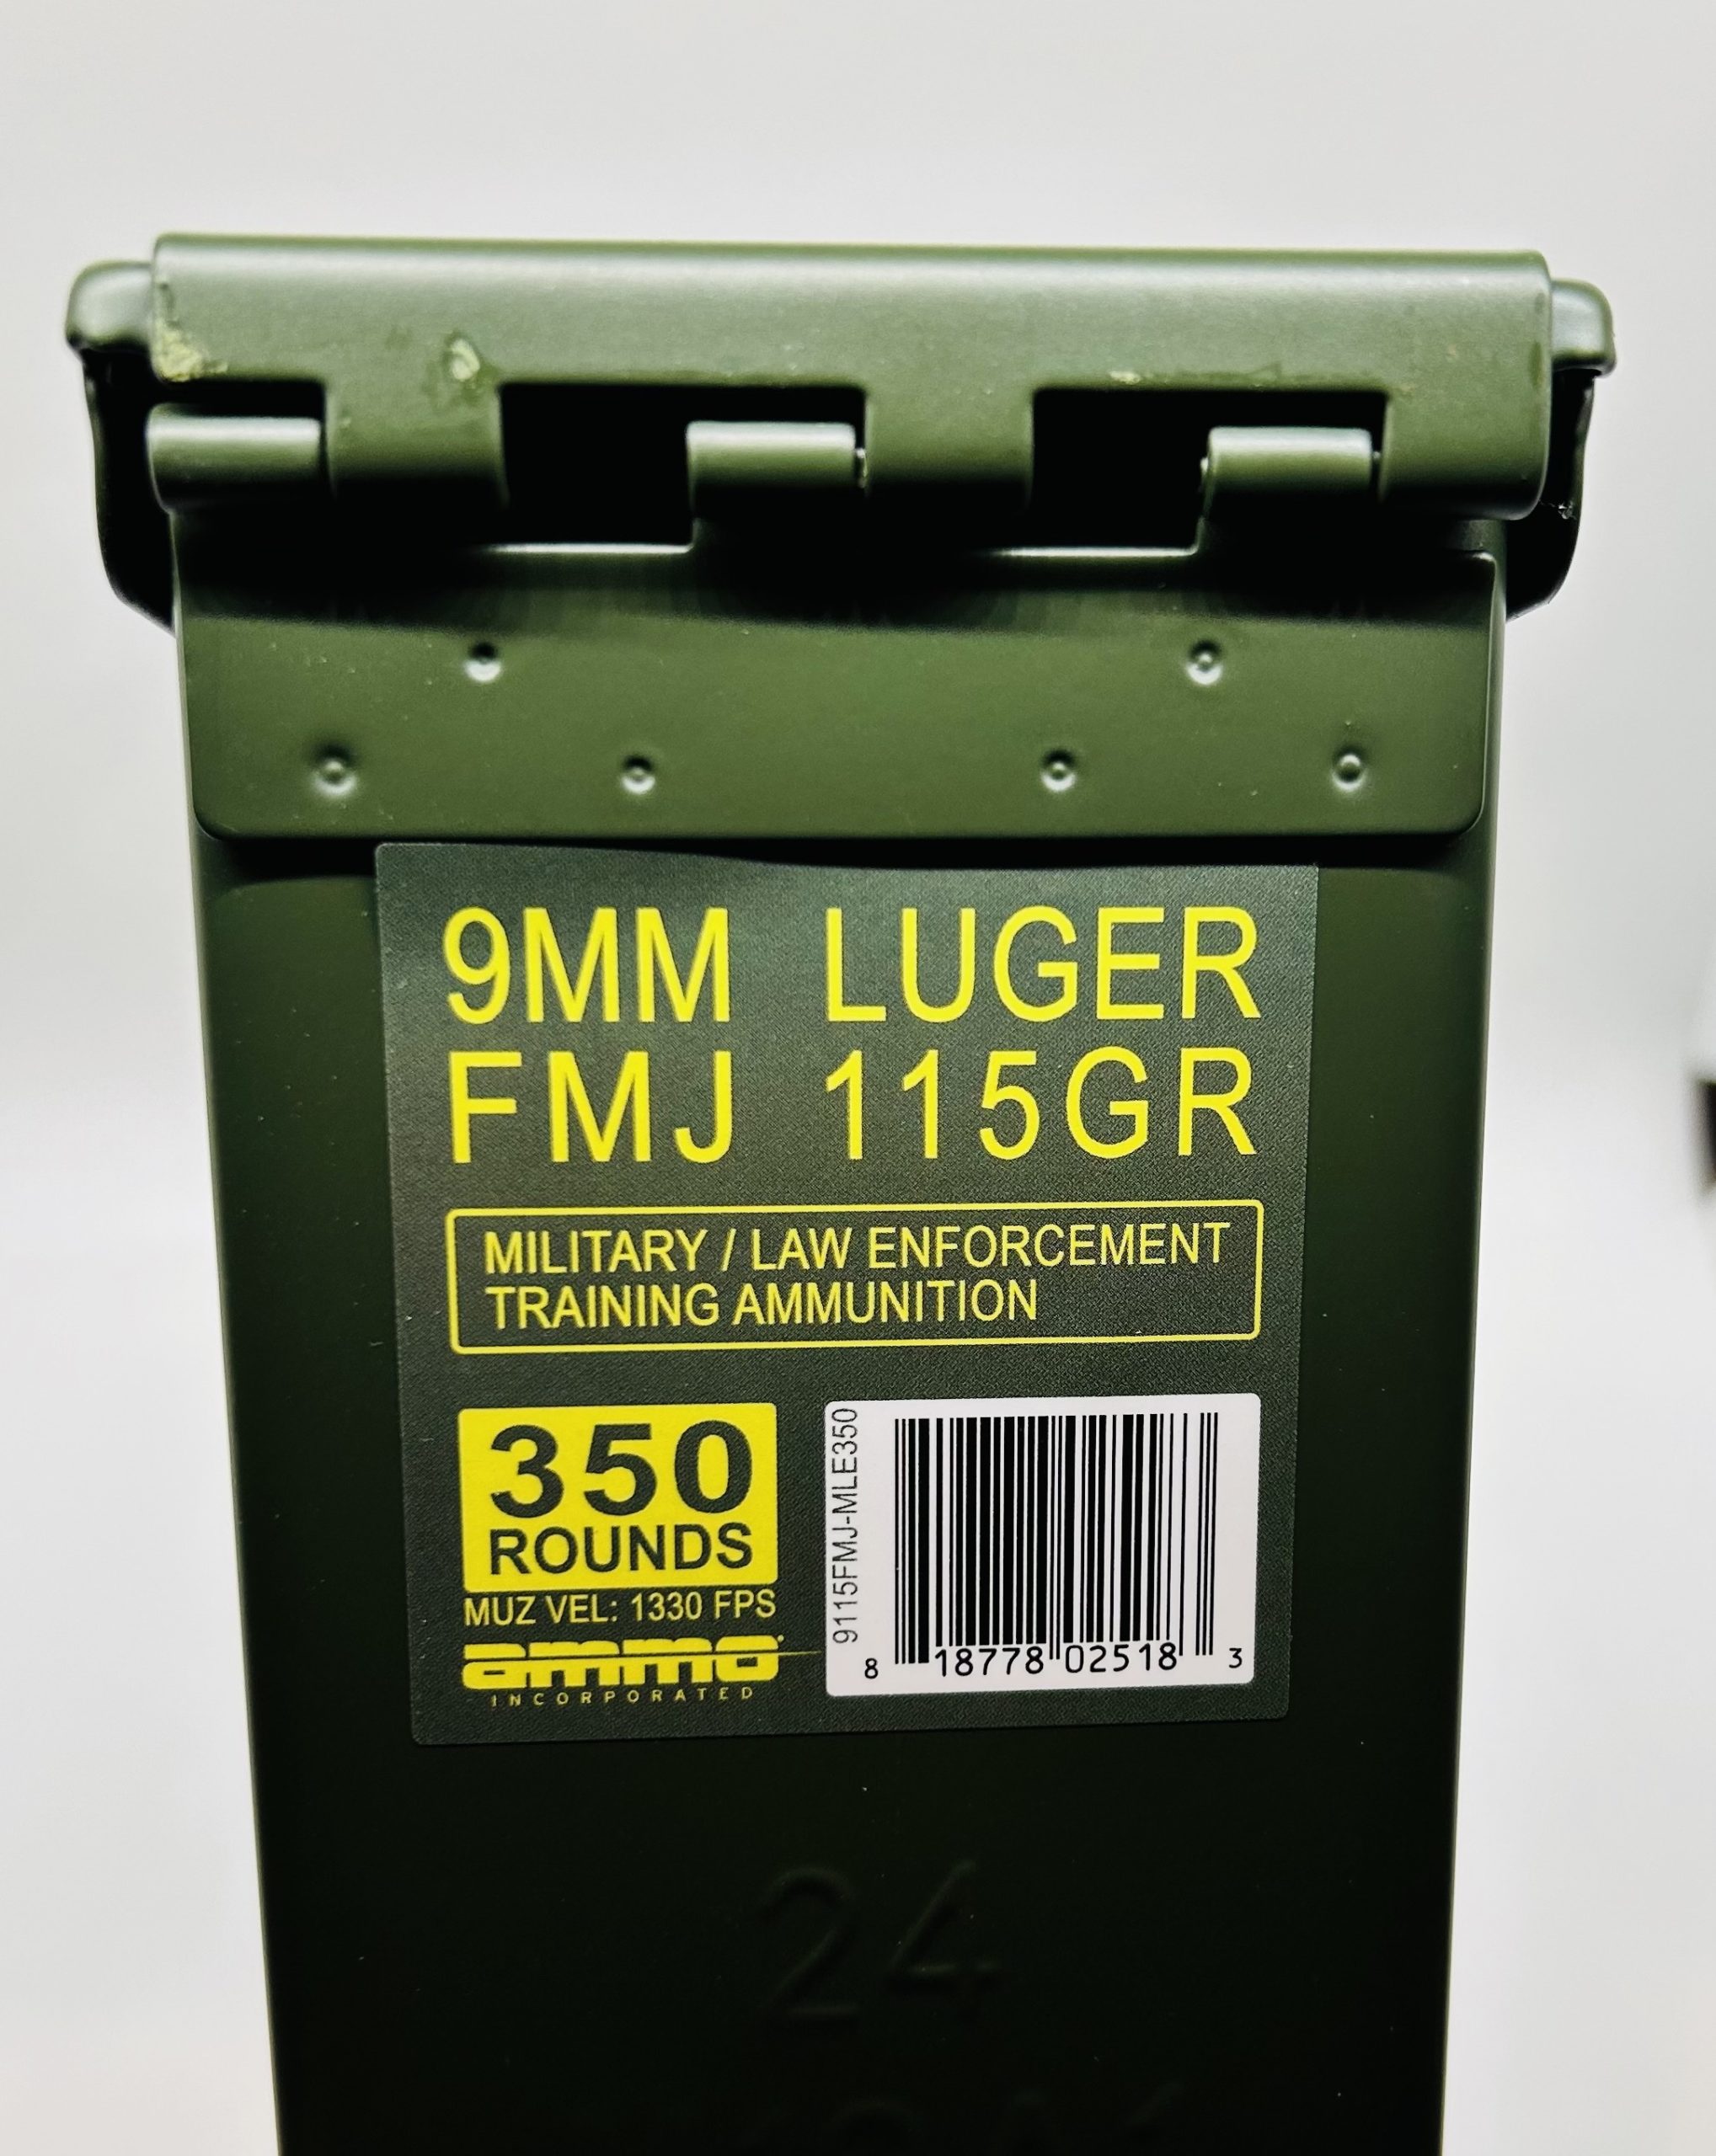 9MM LUGER
FMJ 115GR
MILITARY / LAW ENFORCEMENT
TRAINING AMMUNITION
350
ROUNDS
MUZ VEL: 1330 FPS
ammo
INCORPORATED
9115FMJ-MLE350
8 18778 02518 3
24